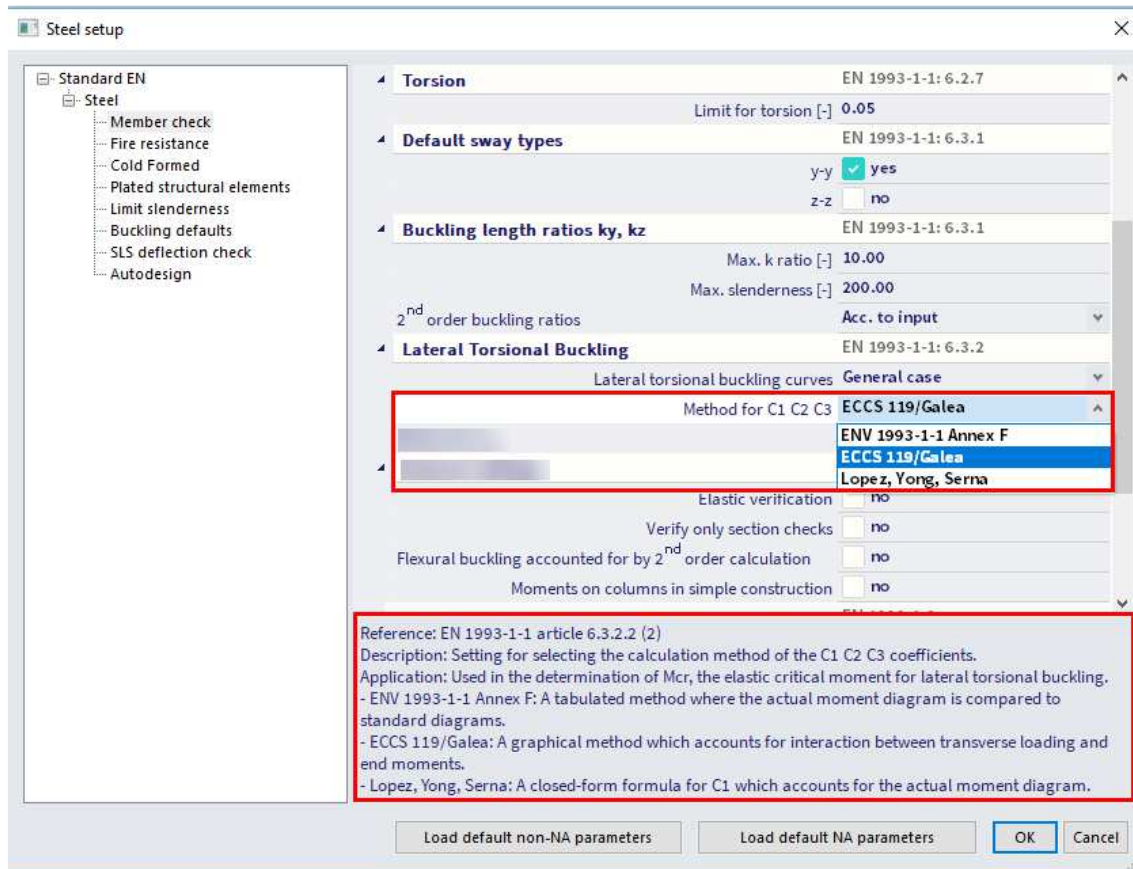 Steel setup
Standard EN
Steel
Member check
Fire resistance
Cold Formed
Plated structural elements
Limit slenderness
Buckling defaults
SLS deflection check
Autodesign
Torsion EN 1993-1-1: 6.2.7
Limit for torsion [-] 0.05
Default sway types EN 1993-1-1: 6.3.1
y-y yes
z-z no
Buckling length ratios ky, kz EN 1993-1-1: 6.3.1
Max. k ratio [-] 10.00
Max. slenderness [-] 200.00
2nd order buckling ratios Acc. to input
Lateral Torsional Buckling EN 1993-1-1: 6.3.2
Lateral torsional buckling curves General case
Method for C1 C2 C3 ECCS 119/Galea
ENV 1993-1-1 Annex F
ECCS 119/Galea
Lopez, Yong, Serna
Elastic verification no
Verify only section checks no
Flexural buckling accounted for by 2nd order calculation no
Moments on columns in simple construction no
Reference: EN 1993-1-1 article 6.3.2.2 (2)
Description: Setting for selecting the calculation method of the C1 C2 C3 coefficients.
Application: Used in the determination of Mcr, the elastic critical moment for lateral torsional buckling.
- ENV 1993-1-1 Annex F: A tabulated method where the actual moment diagram is compared to
standard diagrams.
- ECCS 119/Galea: A graphical method which accounts for interaction between transverse loading and
end moments.
- Lopez, Yong, Serna: A closed-form formula for C1 which accounts for the actual moment diagram.
Load default non-NA parameters Load default NA parameters OK Cancel